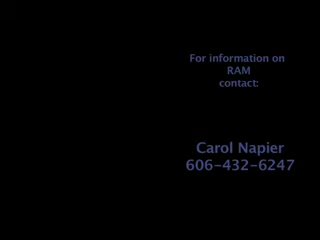 For information on
RAM
contact:
Carol Napier
606-432-6247